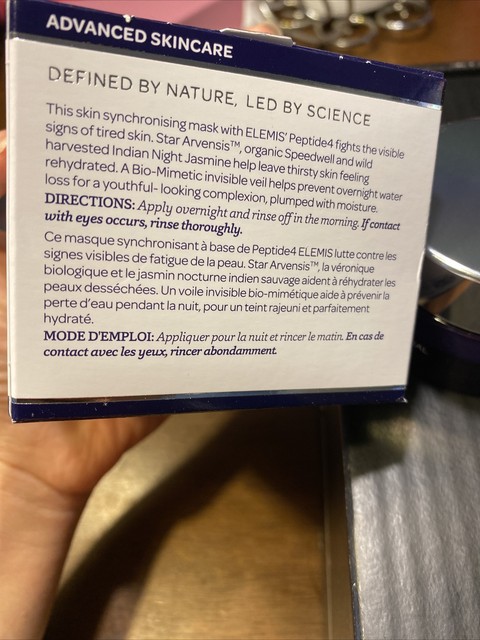 ADVANCED SKINCARE
DEFINED BY NATURE, LED BY SCIENCE
This skin synchronising mask with ELEMIS' Peptide4 fights the visible
signs of tired skin. Star Arvensis™, organic Speedwell and wild
harvested Indian Night Jasmine help leave thirsty skin feeling
rehydrated. A Bio-Mimetic invisible veil helps prevent overnight water
loss for a youthful- looking complexion, plumped with moisture.
DIRECTIONS: Apply overnight and rinse off in the morning. If contact
with eyes occurs, rinse thoroughly.
Ce masque synchronisant à base de Peptide4 ELEMIS lutte contre les
signes visibles de fatigue de la peau. Star Arvensis™, la véronique
biologique et le jasmin nocturne indien sauvage aident à réhydrater les
peaux desséchées. Un voile invisible bio-mimétique aide à prévenir la
perte d'eau pendant la nuit, pour un teint rajeuni et parfaitement
hydraté.
MODE D'EMPLOI: Appliquer pour la nuit et rincer le matin. En cas de
contact avec les yeux, rincer abondamment.